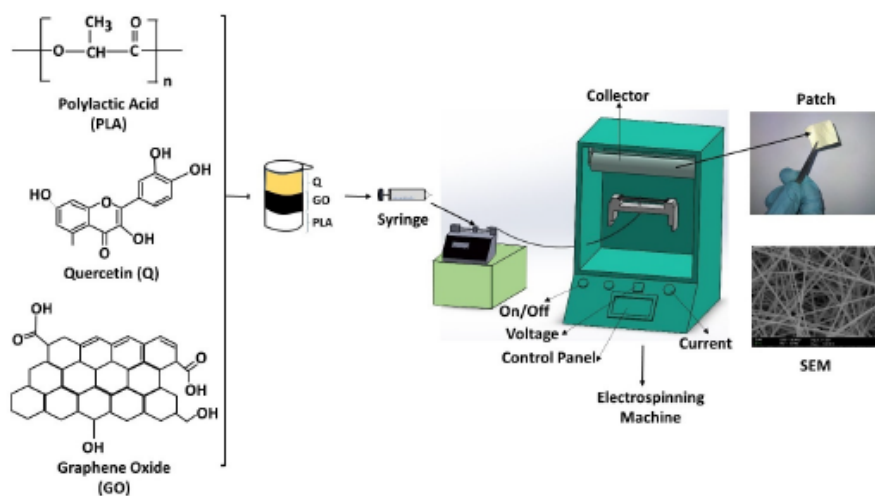 CH₃
O
O
CH
C
n
Polylactic Acid
(PLA)
OH
OH
HO
O
OH
O
Quercetin (Q)
OH
O
O
OH
OH
OH
Graphene Oxide
(GO)
Q
GO
PLA
Syringe
Collector
On/Off
Voltage
Control Panel
Current
Electrospinning
Machine
Patch
SEM